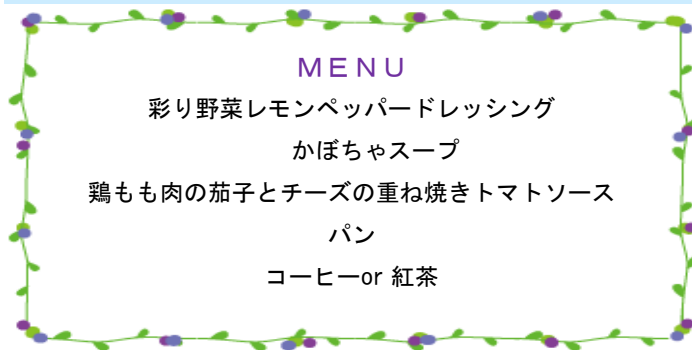 ＭＥＮＵ
彩り野菜レモンペッパードレッシング
かぼちゃスープ
鶏もも肉の茄子とチーズの重ね焼きトマトソース
パン
コーヒーor 紅茶